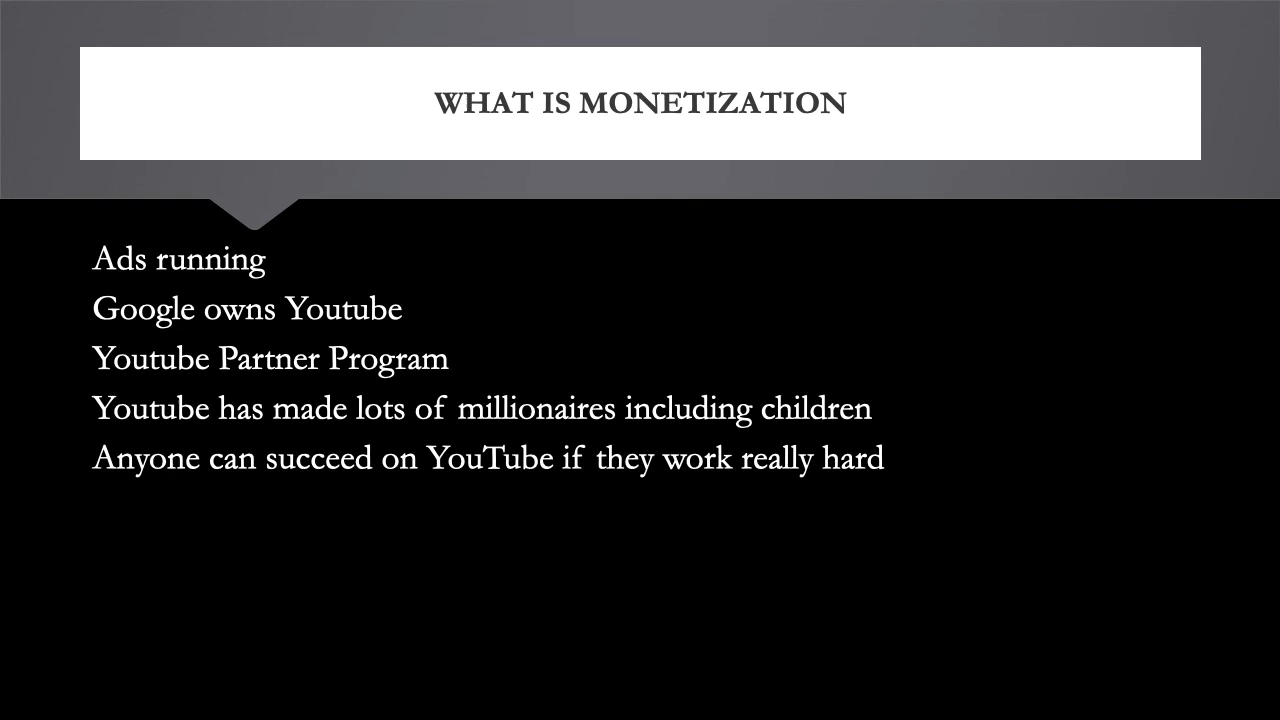 WHAT IS MONETIZATION
Ads running
Google owns Youtube
Youtube Partner Program
Youtube has made lots of millionaires including children
Anyone can succeed on YouTube if they work really hard